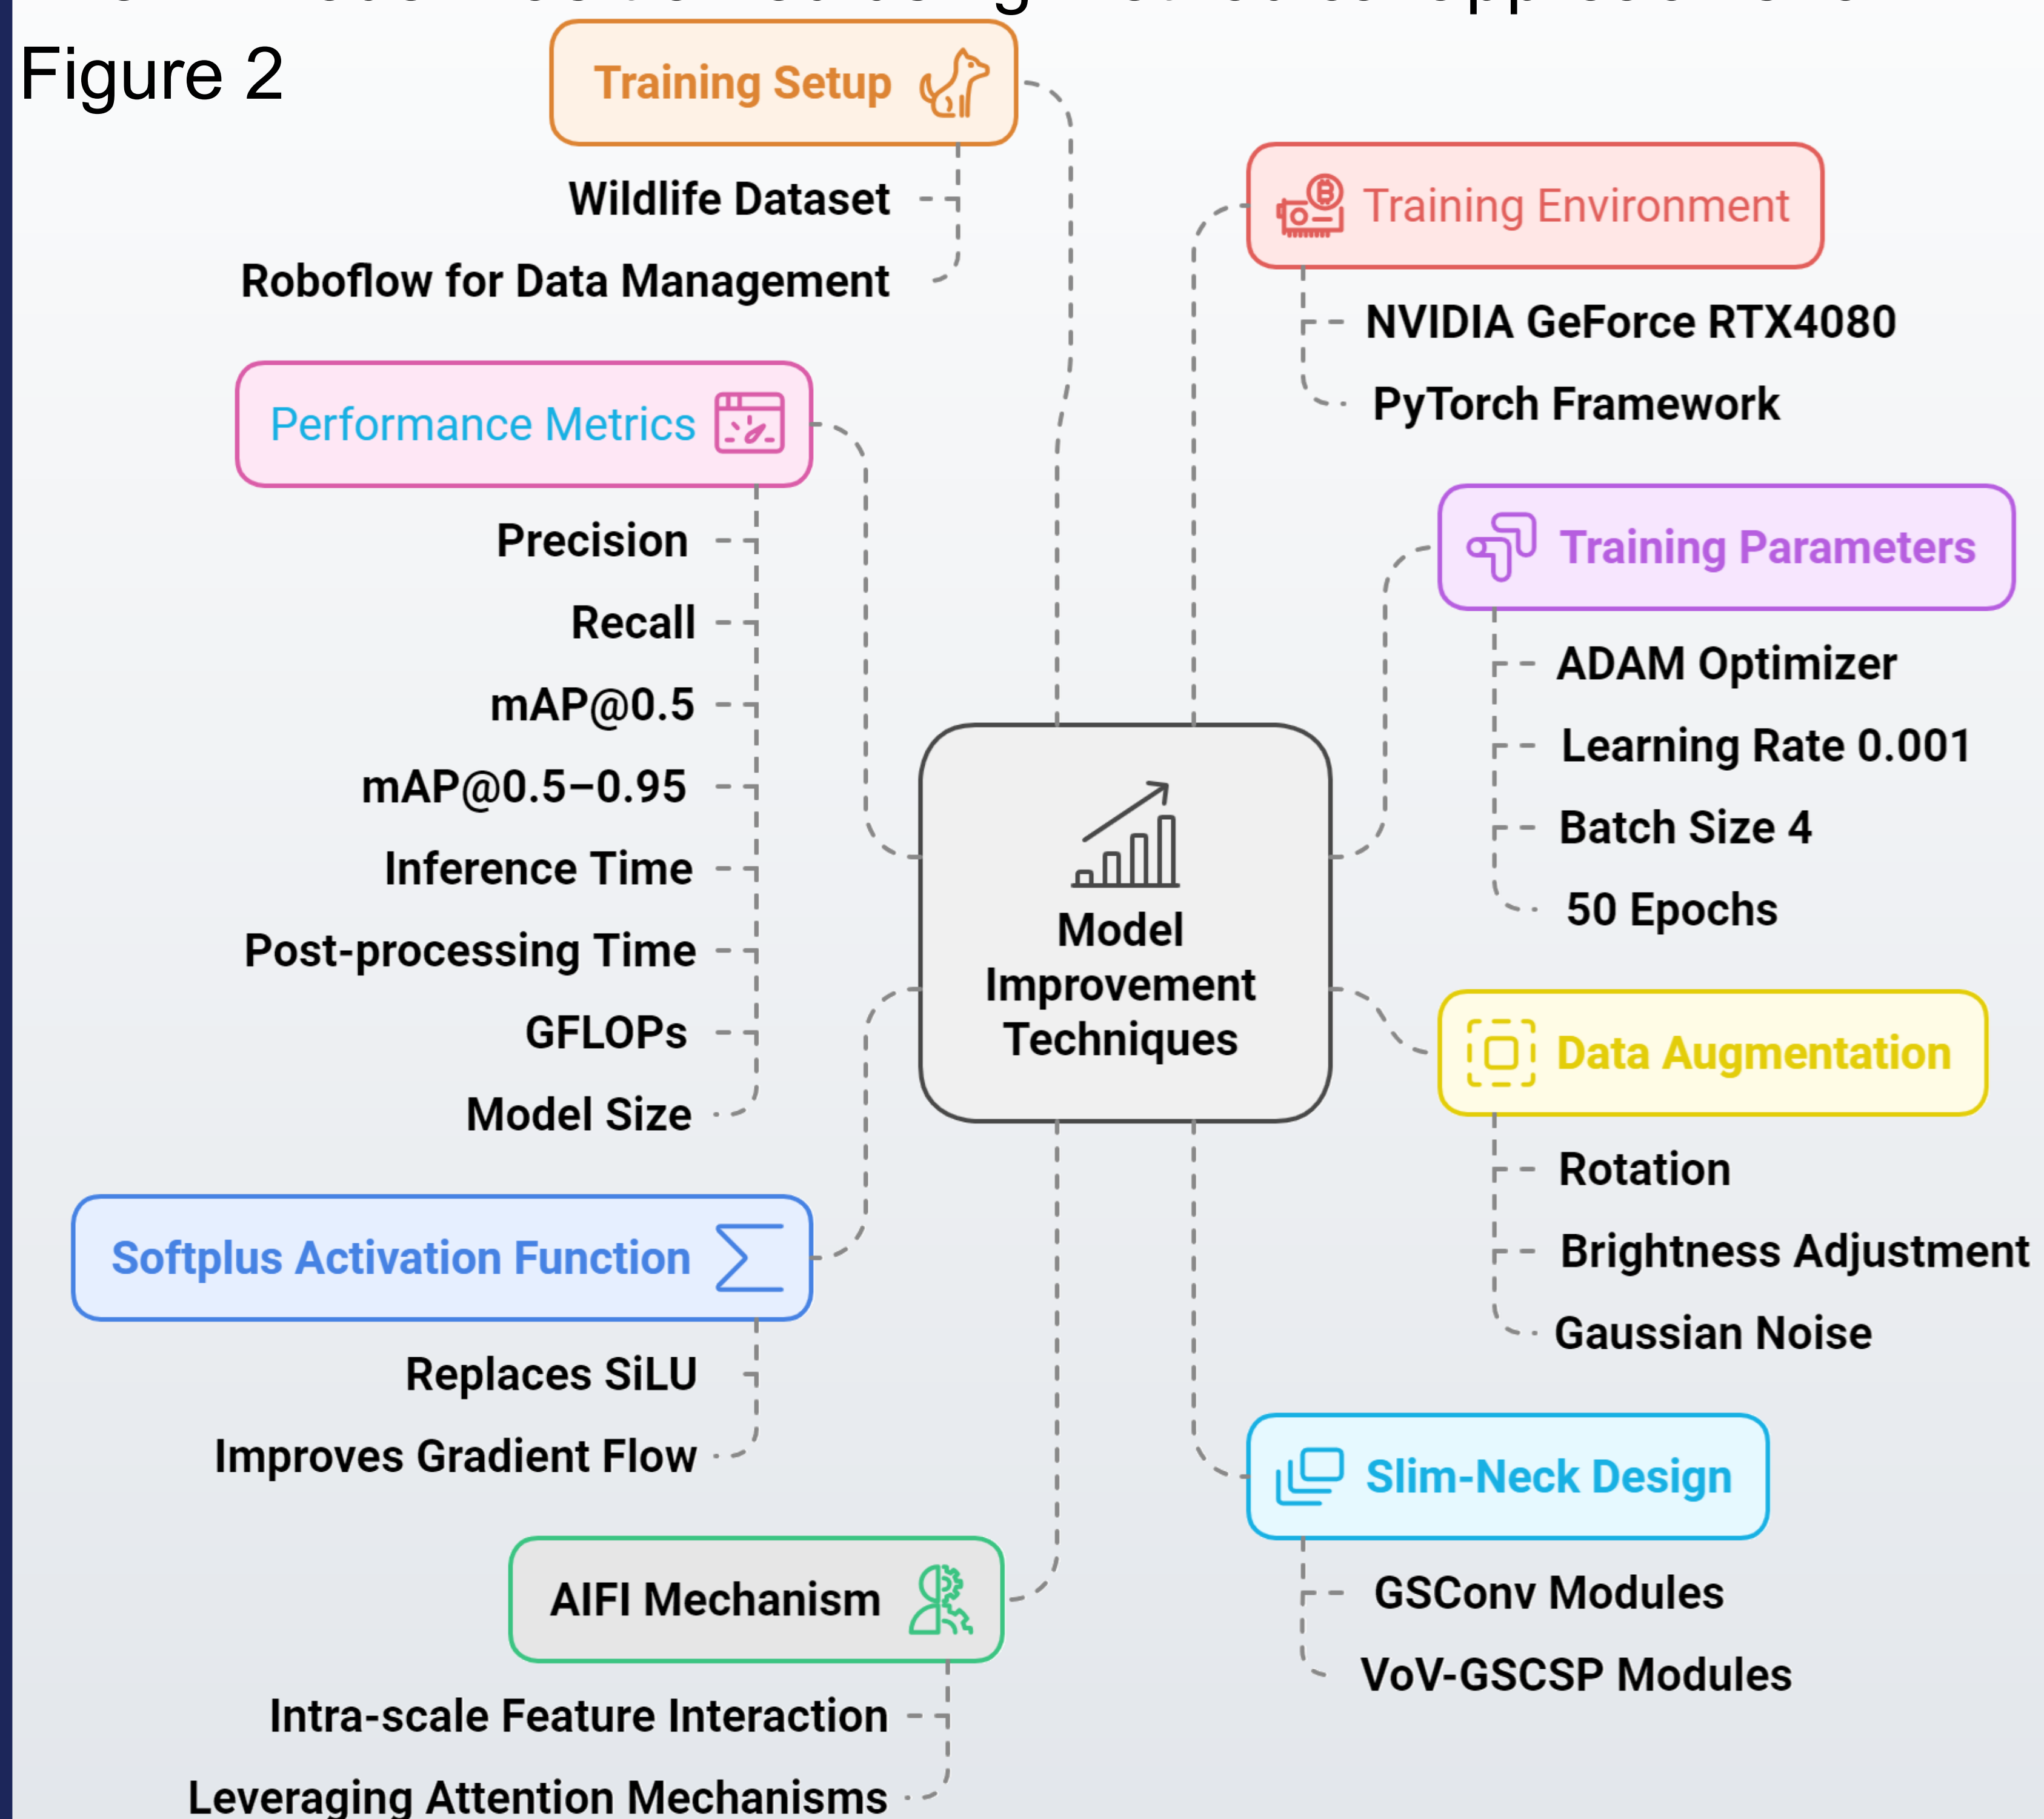 Figure 2
Training Setup
Wildlife Dataset
Roboflow for Data Management
Training Environment
NVIDIA GeForce RTX4080
PyTorch Framework
Performance Metrics
Precision
Recall
mAP@0.5
mAP@0.5–0.95
Inference Time
Post-processing Time
GFLOPs
Model Size
Training Parameters
ADAM Optimizer
Learning Rate 0.001
Batch Size 4
50 Epochs
Model
Improvement
Techniques
Data Augmentation
Rotation
Brightness Adjustment
Gaussian Noise
Softplus Activation Function
Replaces SiLU
Improves Gradient Flow
Slim-Neck Design
GSConv Modules
VoV-GSCSP Modules
AIFI Mechanism
Intra-scale Feature Interaction
Leveraging Attention Mechanisms